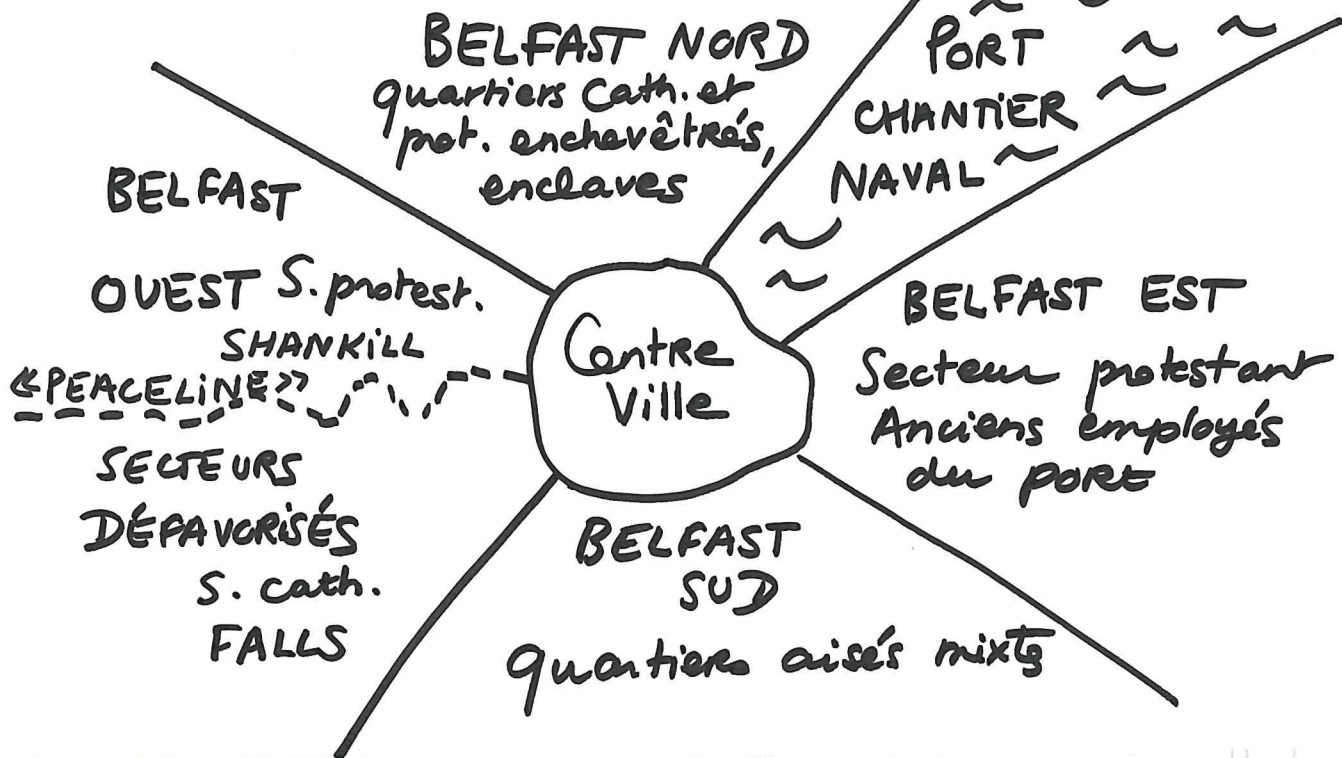 BELFAST NORD
quartiers Cath. et
prot. enchevêtrés,
enclaves
PORT
CHANTIER
NAVAL
BELFAST
OUEST S. protest.
SHANKILL
«PEACELINE»
SECTEURS
DÉFAVORISÉS
S. cath.
FALLS
Centre
Ville
BELFAST EST
Secteur protestant
Anciens employés
du PORT
BELFAST
SUD
quartiers aisés mixtes